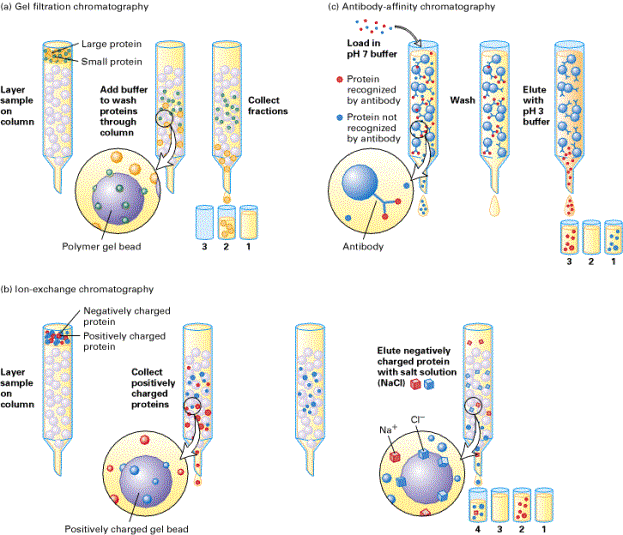 (a) Gel filtration chromatography
Large protein
Small protein
Layer
sample
on
column
Add buffer
to wash
proteins
through
column
Collect
fractions
Polymer gel bead
3 2 1
(c) Antibody-affinity chromatography
Load in
pH 7 buffer
Protein
recognized
by antibody
Protein not
recognized
by antibody
Wash
Elute
with
pH 3
buffer
Antibody
3 2 1
(b) Ion-exchange chromatography
Negatively charged
protein
Positively charged
protein
Layer
sample
on
column
Collect
positively
charged
proteins
Positively charged gel bead
Elute negatively
charged protein
with salt solution
(NaCl)
Na+
Cl−
4 3 2 1